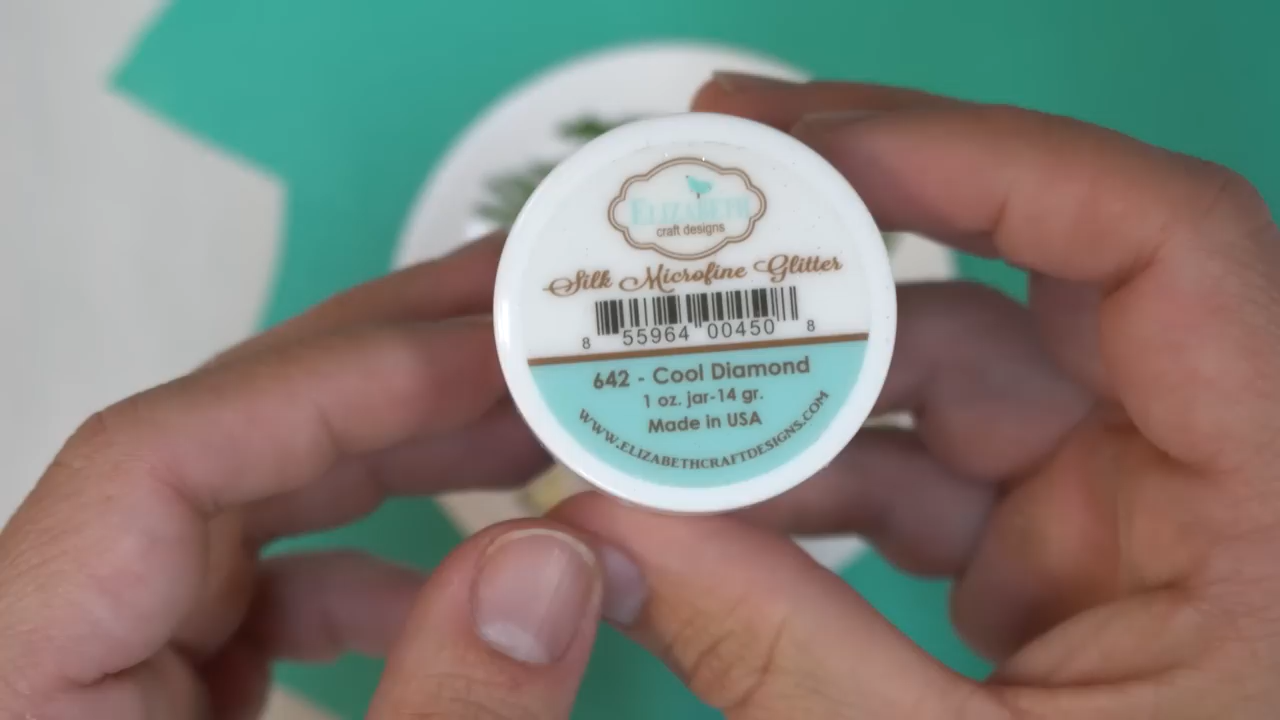 ELIZABETH
craft designs
Silk Microfine Glitter
8 55964 00450 8
642 - Cool Diamond
1 oz. jar-14 gr.
Made in USA
WWW.ELIZABETHCRAFTDESIGNS.COM